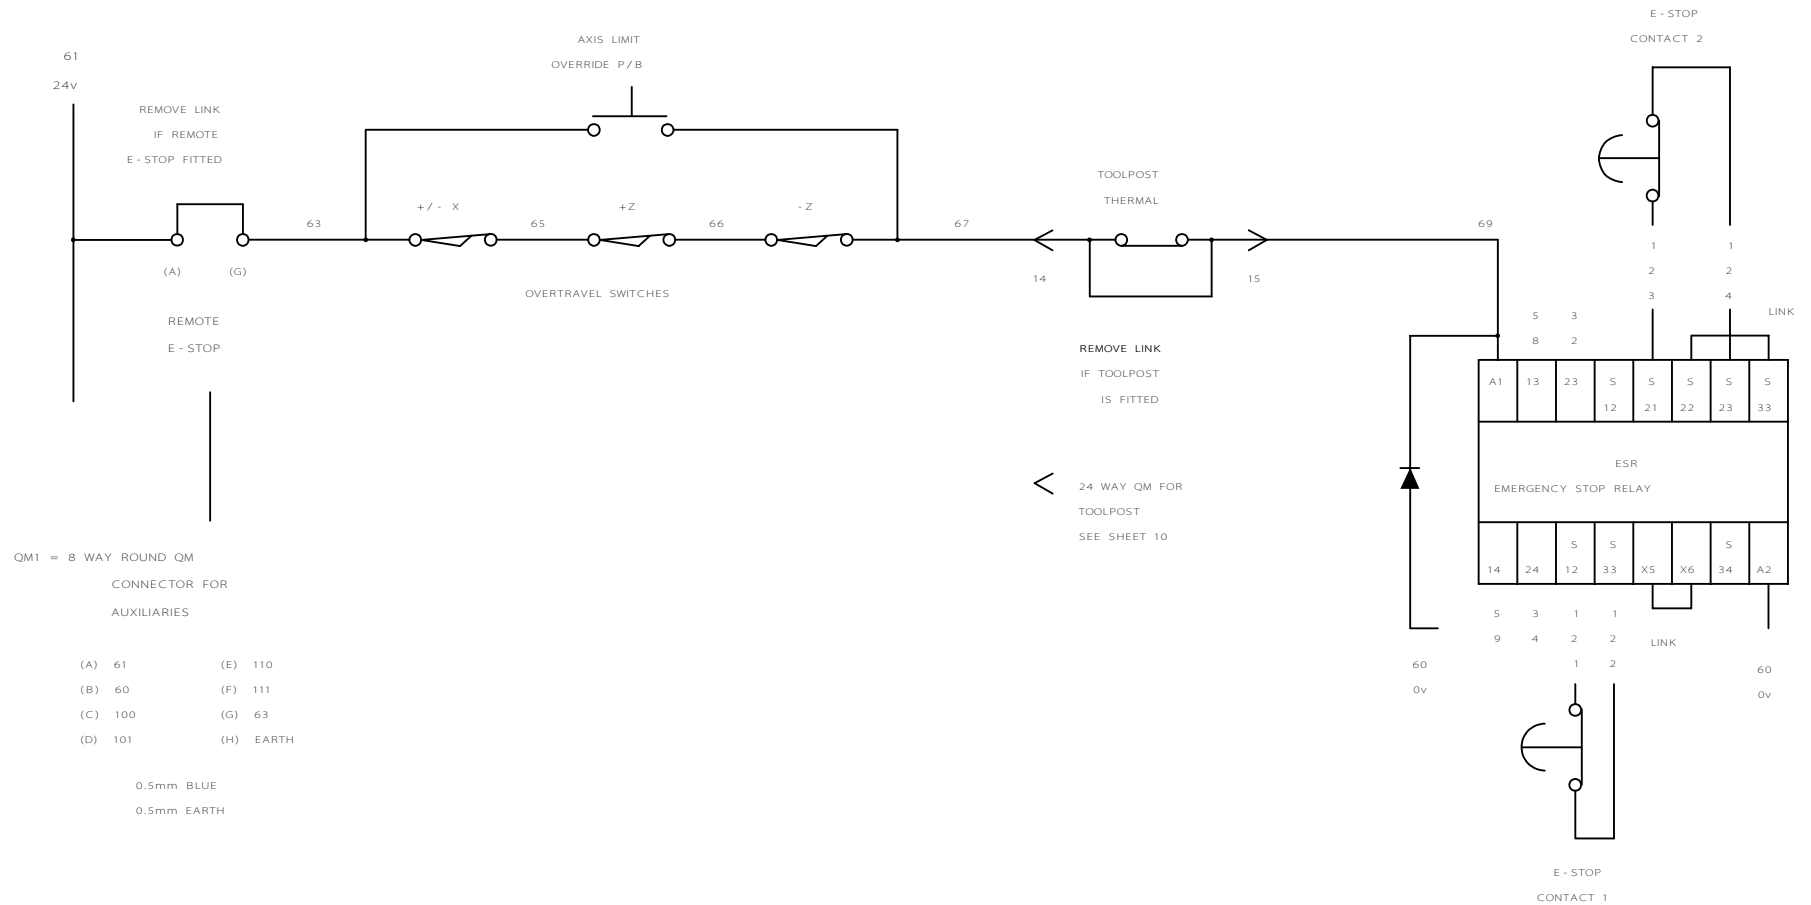 E-STOP
CONTACT 2
AXIS LIMIT
OVERRIDE P/B
61
24v
REMOVE LINK
IF REMOTE
E-STOP FITTED
TOOLPOST
THERMAL
+/- X
+Z
-Z
63
65
66
67
69
(A)
(G)
14
15
OVERTRAVEL SWITCHES
REMOTE
E-STOP
1
2
3
1
2
4
LINK
5
8
3
2
REMOVE LINK
IF TOOLPOST
IS FITTED
A1
13
23
S
12
S
21
S
22
S
23
S
33
ESR
EMERGENCY STOP RELAY
24 WAY QM FOR
TOOLPOST
SEE SHEET 10
14
24
S
12
S
33
X5
X6
S
34
A2
QM1 = 8 WAY ROUND QM
CONNECTOR FOR
AUXILIARIES
5
9
3
4
1
2
1
1
2
2
LINK
60
0v
60
0v
(A) 61
(E) 110
(B) 60
(F) 111
(C) 100
(G) 63
(D) 101
(H) EARTH
0.5mm BLUE
0.5mm EARTH
E-STOP
CONTACT 1